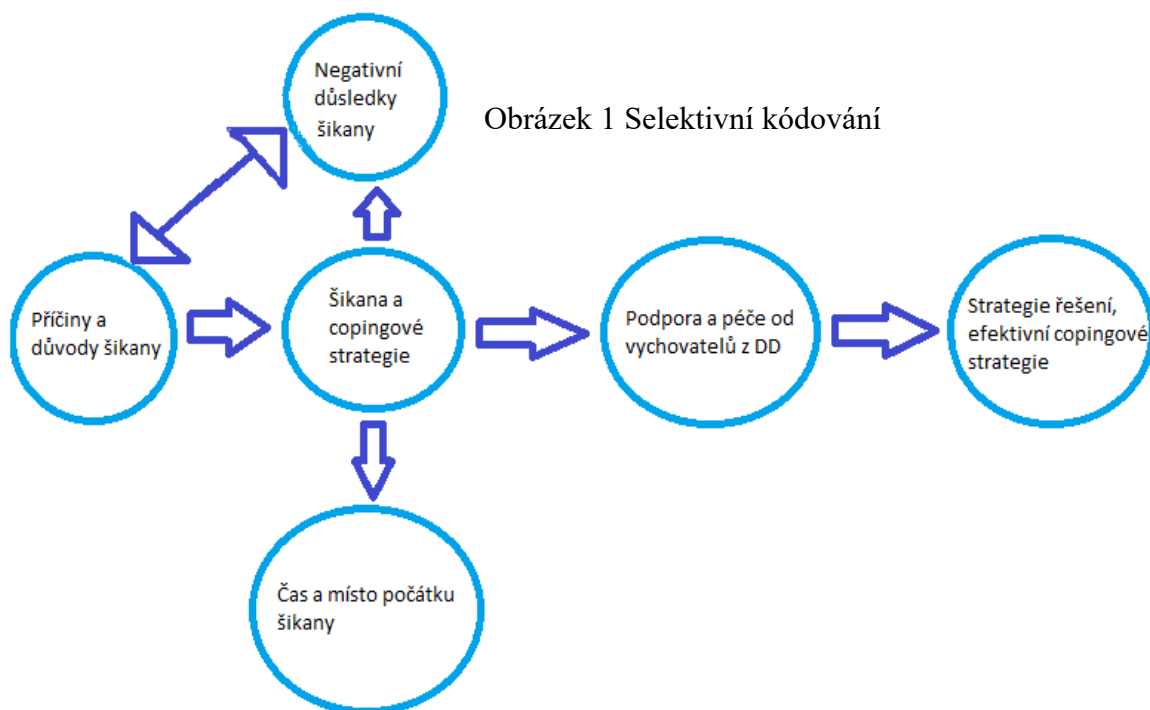 Negativní
důsledky
šikany
Obrázek 1 Selektivní kódování
Příčiny a
důvody šikany
Šikana a
copingové
strategie
Podpora a péče od
vychovatelů z DD
Strategie řešení,
efektivní copingové
strategie
Čas a místo počátku
šikany